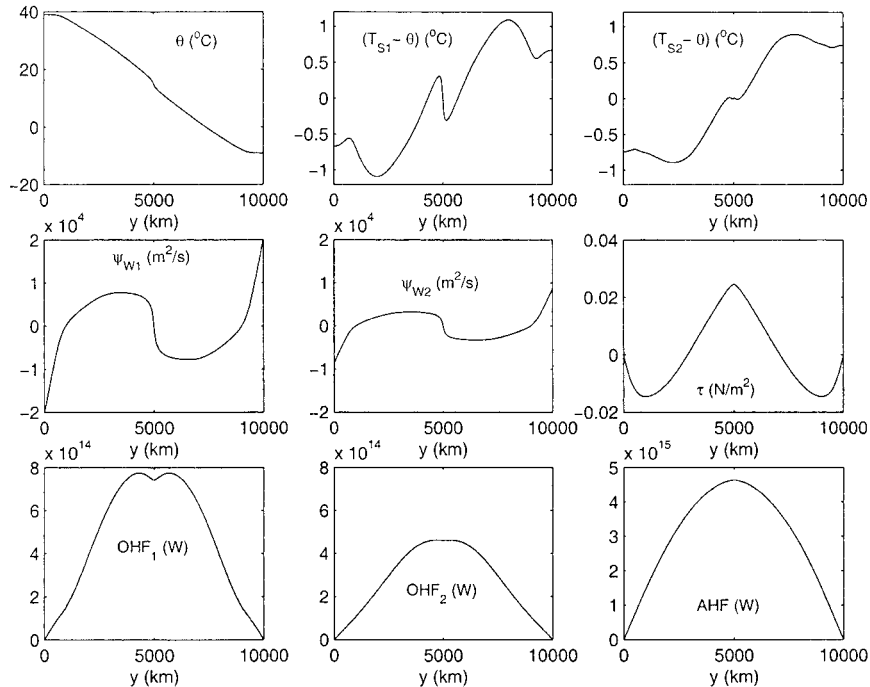 40
20
0
−20
θ (°C)
0 5000 10000
y (km)
1
0.5
0
−0.5
−1
(T_S1 − θ) (°C)
0 5000 10000
y (km)
1
0.5
0
−0.5
−1
(T_S2 − θ) (°C)
0 5000 10000
y (km)
x 10^4
2
1
0
−1
−2
ψ_W1 (m²/s)
0 5000 10000
y (km)
x 10^4
2
1
0
−1
−2
ψ_W2 (m²/s)
0 5000 10000
y (km)
0.04
0.02
0
−0.02
τ (N/m²)
0 5000 10000
y (km)
x 10^14
8
6
4
2
0
OHF_1 (W)
0 5000 10000
y (km)
x 10^14
8
6
4
2
0
OHF_2 (W)
0 5000 10000
y (km)
x 10^15
5
4
3
2
1
0
AHF (W)
0 5000 10000
y (km)